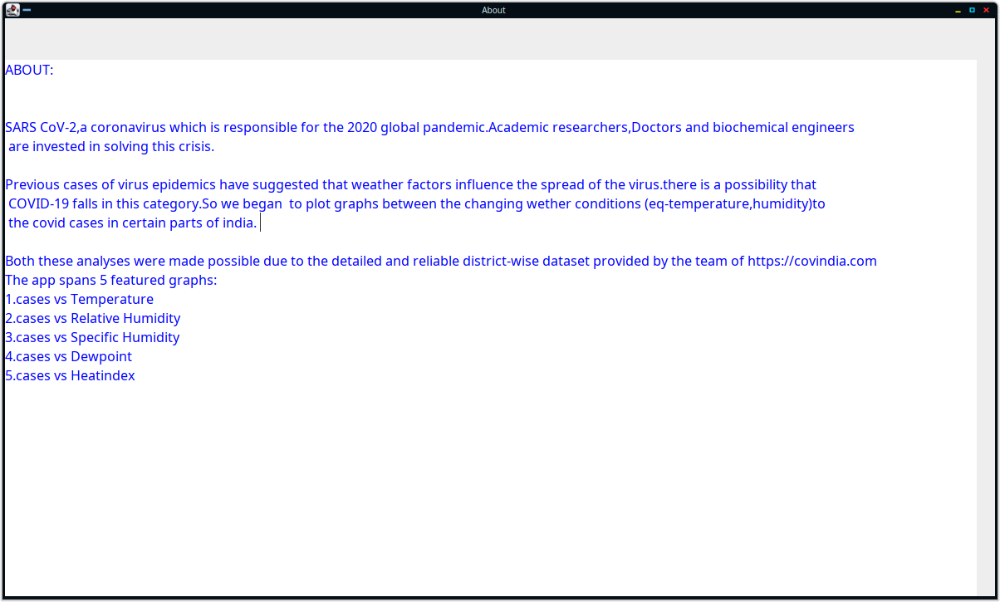 About
ABOUT:
SARS CoV-2,a coronavirus which is responsible for the 2020 global pandemic.Academic researchers,Doctors and biochemical engineers
are invested in solving this crisis.
Previous cases of virus epidemics have suggested that weather factors influence the spread of the virus.there is a possibility that
COVID-19 falls in this category.So we began  to plot graphs between the changing wether conditions (eq-temperature,humidity)to
the covid cases in certain parts of india.
Both these analyses were made possible due to the detailed and reliable district-wise dataset provided by the team of https://covindia.com
The app spans 5 featured graphs:
1.cases vs Temperature
2.cases vs Relative Humidity
3.cases vs Specific Humidity
4.cases vs Dewpoint
5.cases vs Heatindex